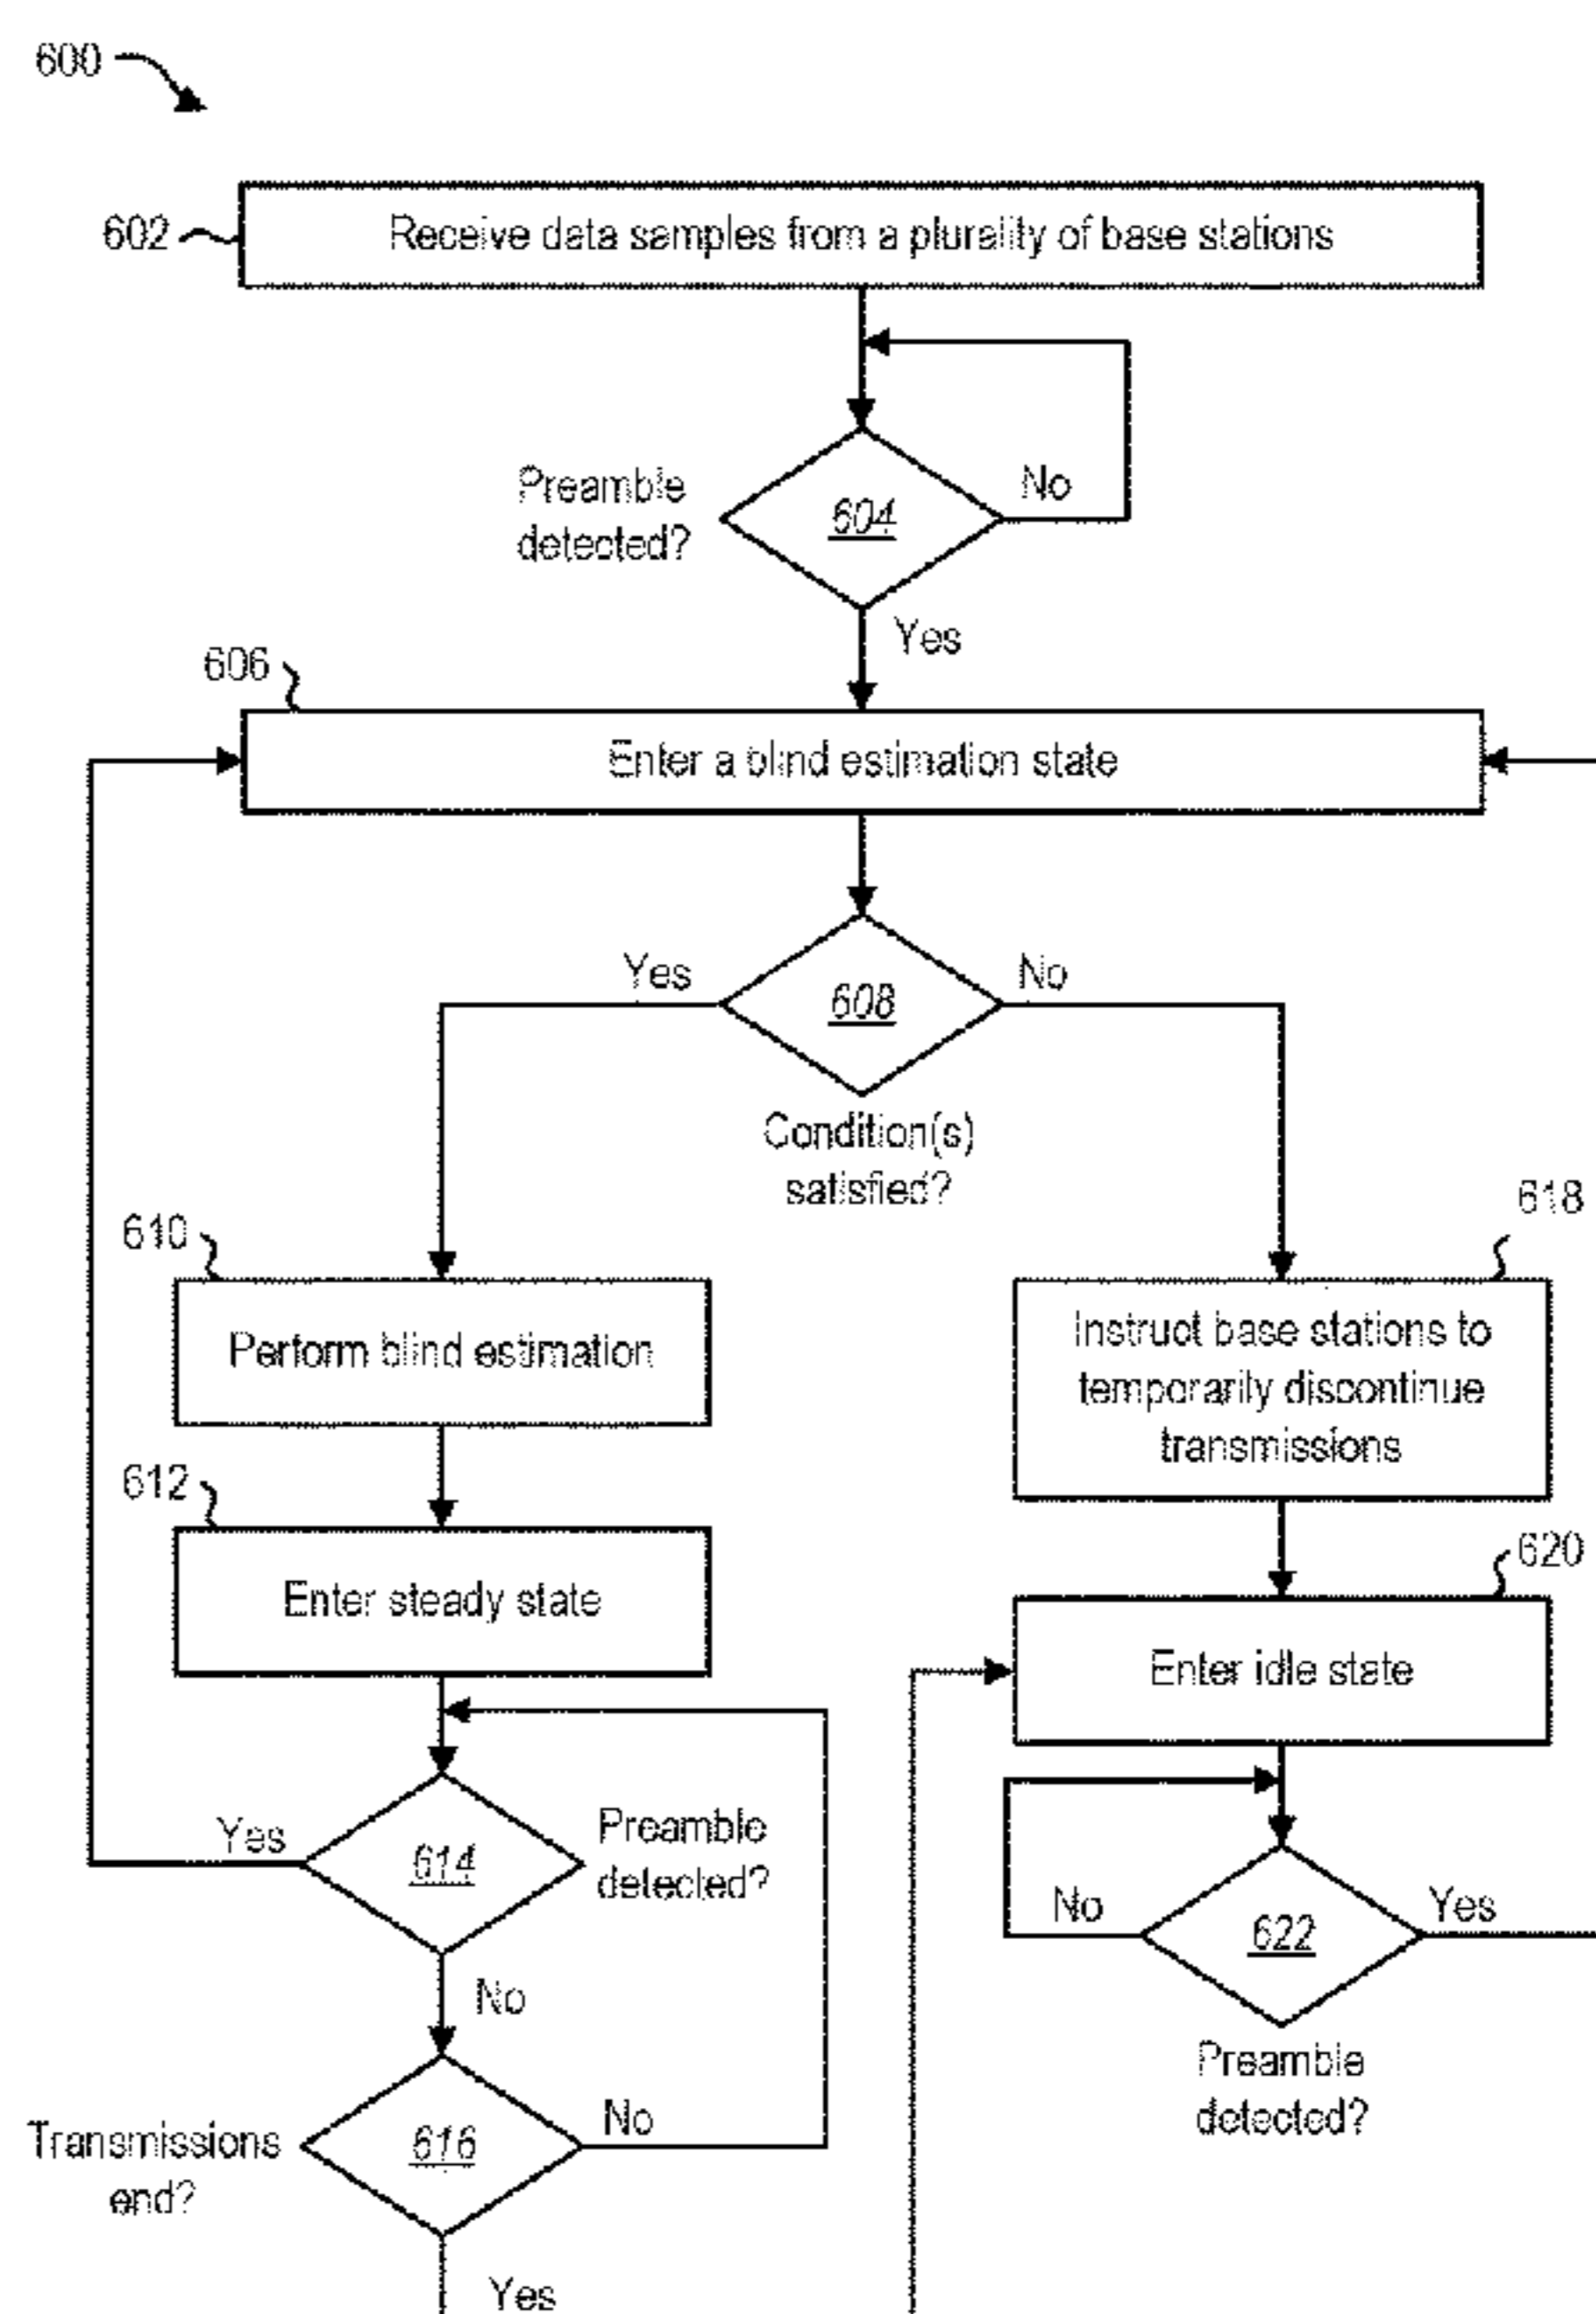 600
602
Receive data samples from a plurality of base stations
Preamble
detected?
604
No
Yes
606
Enter a blind estimation state
Yes
608
No
Condition(s)
satisfied?
610
Perform blind estimation
618
Instruct base stations to
temporarily discontinue
transmissions
612
Enter steady state
620
Enter idle state
Yes
614
Preamble
detected?
No
622
Yes
Preamble
detected?
No
Transmissions
end?
616
No
Yes